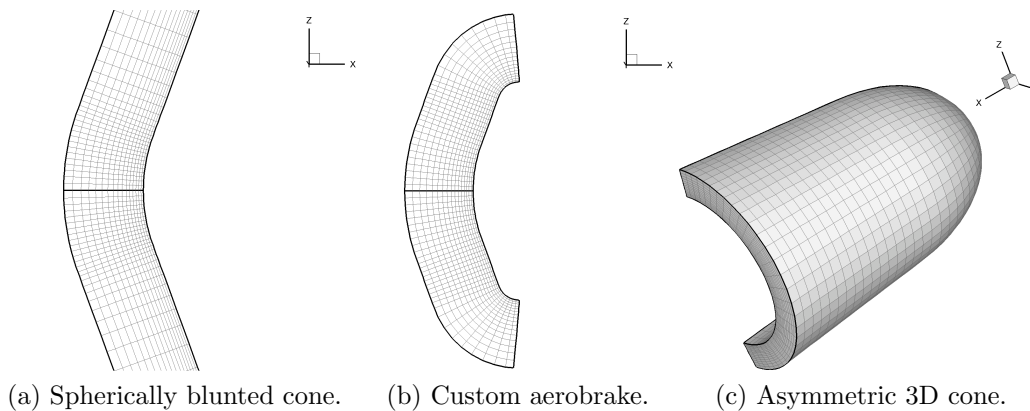 z
x
z
x
z
x
(a) Spherically blunted cone.
(b) Custom aerobrake.
(c) Asymmetric 3D cone.